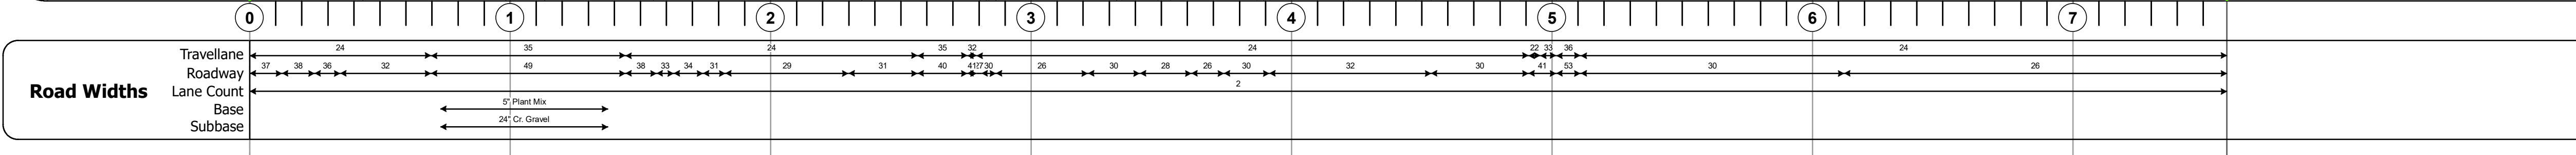 0 1 2 3 4 5 6 7
Travellane 24 35 24 35 32 24 22 33 36 24
Roadway 37 38 36 32 49 38 33 34 31 29 31 40 41 30 26 30 28 26 30 32 30 41 53 30 26
Road Widths
Lane Count 2
Base 5" Plant Mix
Subbase 24" Cr. Gravel